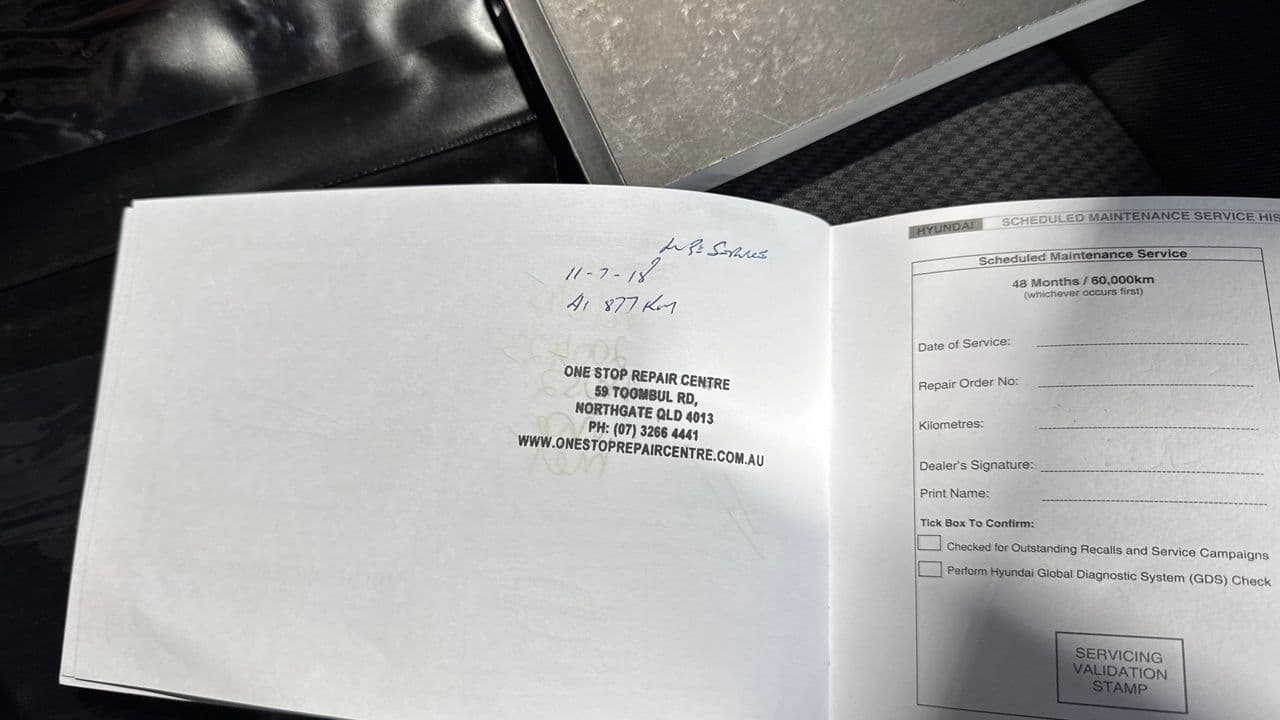 11-7-18
At 877 Km
ONE STOP REPAIR CENTRE
59 TOOMBUL RD,
NORTHGATE QLD 4013
PH: (07) 3266 4441
WWW.ONESTOPREPAIRCENTRE.COM.AU
HYUNDAI
SCHEDULED MAINTENANCE SERVICE HIS
Scheduled Maintenance Service
48 Months / 60,000km
(whichever occurs first)
Date of Service:
Repair Order No:
Kilometres:
Dealer's Signature:
Print Name:
Tick Box To Confirm:
Checked for Outstanding Recalls and Service Campaigns
Perform Hyundai Global Diagnostic System (GDS) Check
SERVICING
VALIDATION
STAMP